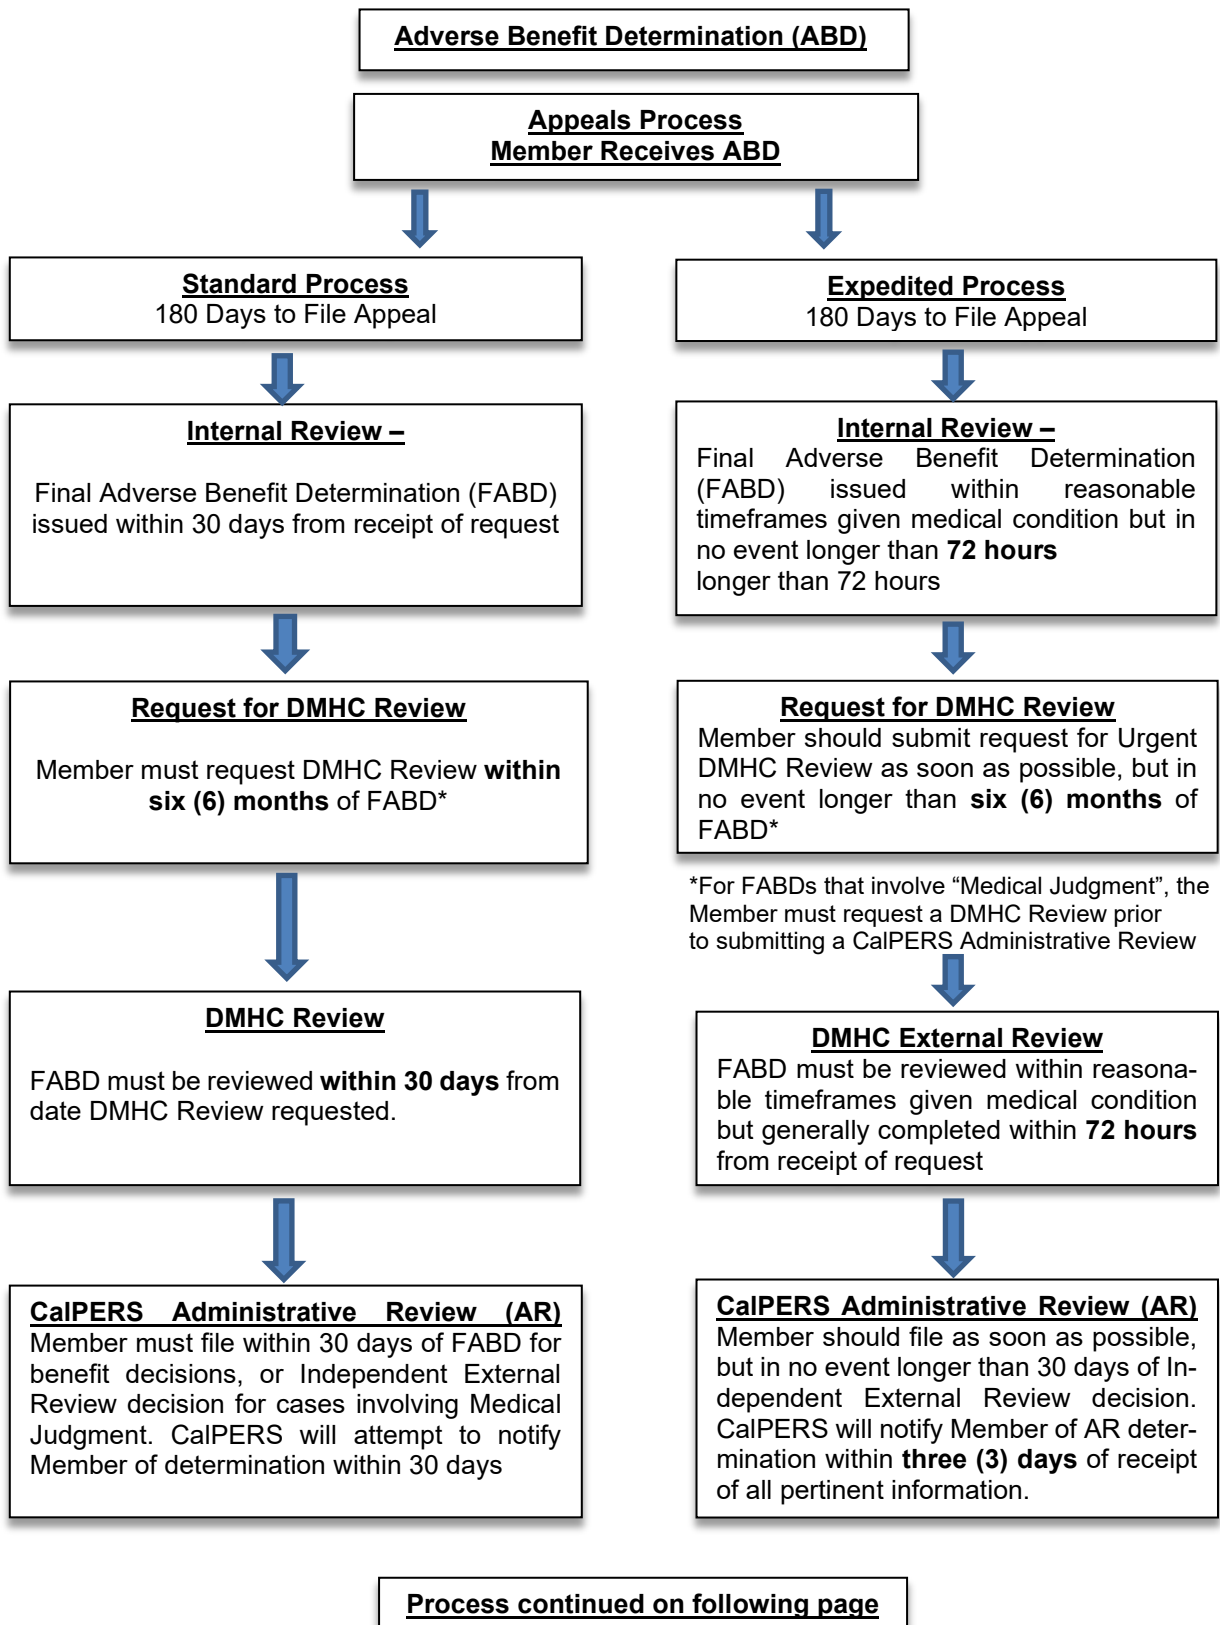 Adverse Benefit Determination (ABD)
Appeals Process
Member Receives ABD
Standard Process
180 Days to File Appeal
Internal Review –
Final Adverse Benefit Determination (FABD)
issued within 30 days from receipt of request
Request for DMHC Review
Member must request DMHC Review within
six (6) months of FABD*
DMHC Review
FABD must be reviewed within 30 days from
date DMHC Review requested.
CalPERS Administrative Review (AR)
Member must file within 30 days of FABD for
benefit decisions, or Independent External
Review decision for cases involving Medical
Judgment. CalPERS will attempt to notify
Member of determination within 30 days
Expedited Process
180 Days to File Appeal
Internal Review –
Final Adverse Benefit Determination
(FABD) issued within reasonable
timeframes given medical condition but in
no event longer than 72 hours
longer than 72 hours
Request for DMHC Review
Member should submit request for Urgent
DMHC Review as soon as possible, but in
no event longer than six (6) months of
FABD*
*For FABDs that involve “Medical Judgment”, the
Member must request a DMHC Review prior
to submitting a CalPERS Administrative Review
DMHC External Review
FABD must be reviewed within reasona-
ble timeframes given medical condition
but generally completed within 72 hours
from receipt of request
CalPERS Administrative Review (AR)
Member should file as soon as possible,
but in no event longer than 30 days of In-
dependent External Review decision.
CalPERS will notify Member of AR deter-
mination within three (3) days of receipt
of all pertinent information.
Process continued on following page